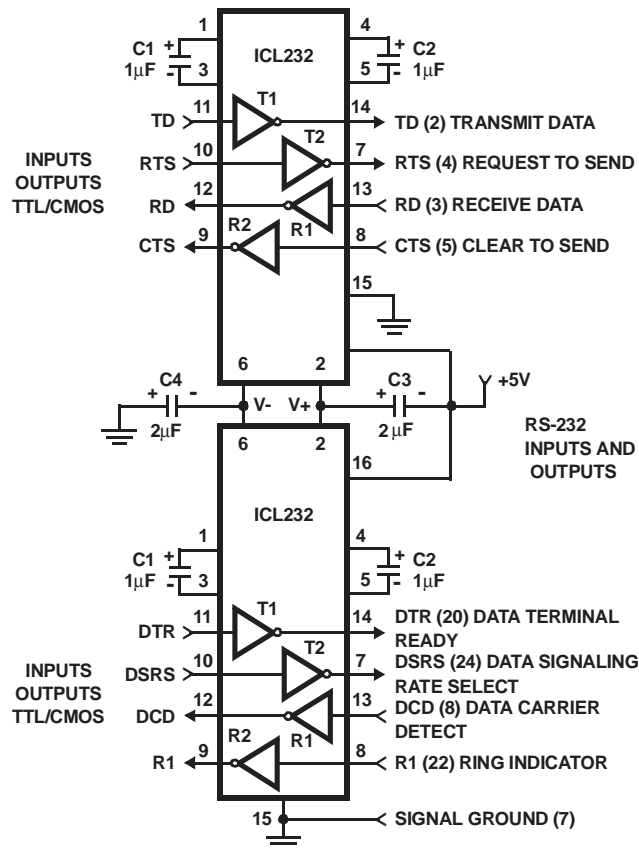 1
4
C1
+
1µF
-
3
ICL232
+
C2
1µF
-
5
T1
11
TD
14
TD (2) TRANSMIT DATA
T2
INPUTS
OUTPUTS
TTL/CMOS
10
RTS
7
RTS (4) REQUEST TO SEND
12
RD
13
RD (3) RECEIVE DATA
R2
R1
9
CTS
8
CTS (5) CLEAR TO SEND
15
6
2
C4
+
-
2µF
V-
V+
C3
+
-
2µF
+5V
RS-232
INPUTS AND
OUTPUTS
6
2
16
ICL232
1
4
C1
+
1µF
-
3
+
C2
1µF
-
5
T1
11
DTR
14
DTR (20) DATA TERMINAL
READY
T2
INPUTS
OUTPUTS
TTL/CMOS
10
DSRS
7
DSRS (24) DATA SIGNALING
RATE SELECT
12
DCD
13
DCD (8) DATA CARRIER
DETECT
R2
R1
9
R1
8
R1 (22) RING INDICATOR
15
SIGNAL GROUND (7)